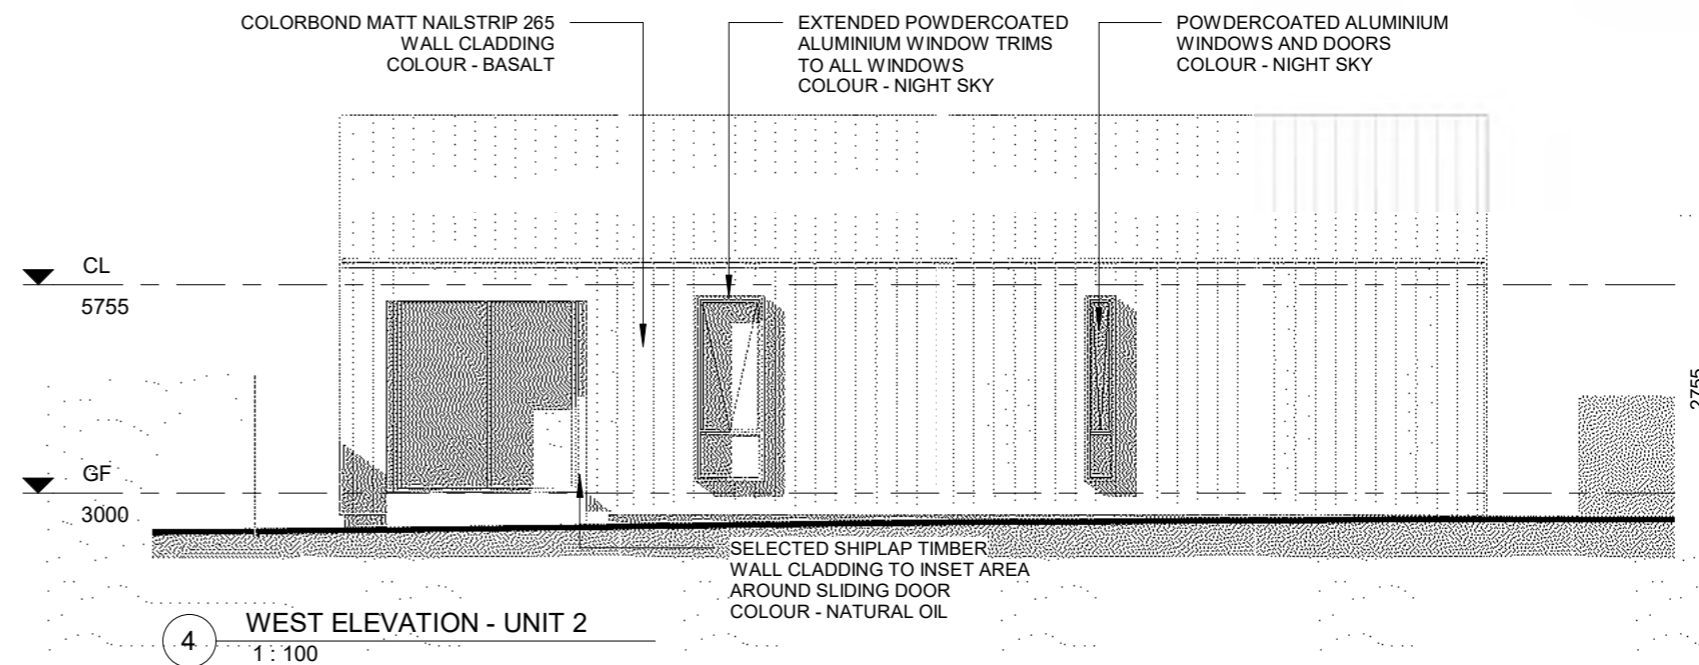 COLORBOND MATT NAILSTRIP 265
WALL CLADDING
COLOUR - BASALT
EXTENDED POWDERCOATED
ALUMINIUM WINDOW TRIMS
TO ALL WINDOWS
COLOUR - NIGHT SKY
POWDERCOATED ALUMINIUM
WINDOWS AND DOORS
COLOUR - NIGHT SKY
CL
5755
2755
GF
3000
SELECTED SHIPLAP TIMBER
WALL CLADDING TO INSET AREA
AROUND SLIDING DOOR
COLOUR - NATURAL OIL
4
WEST ELEVATION - UNIT 2
1 : 100